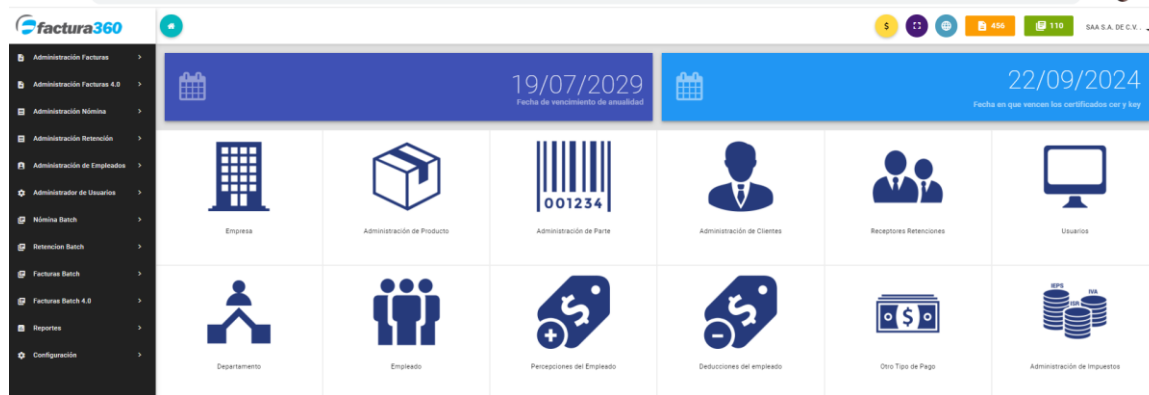 factura360
$
456
110
SAA S.A. DE C.V. .
Administración Facturas
Administración Facturas 4.0
Administración Nómina
Administración Retención
Administración de Empleados
Administrador de Usuarios
Nómina Batch
Retencion Batch
Facturas Batch
Facturas Batch 4.0
Reportes
Configuración
19/07/2029
Fecha de vencimiento de anualidad
22/09/2024
Fecha en que vencen los certificados cer y key
001234
Empresa
Administración de Producto
Administración de Parte
Administración de Clientes
Receptores Retenciones
Usuarios
$
$
$
IEPS
IVA
ISR
Departamento
Empleado
Percepciones del Empleado
Deducciones del empleado
Otro Tipo de Pago
Administración de Impuestos